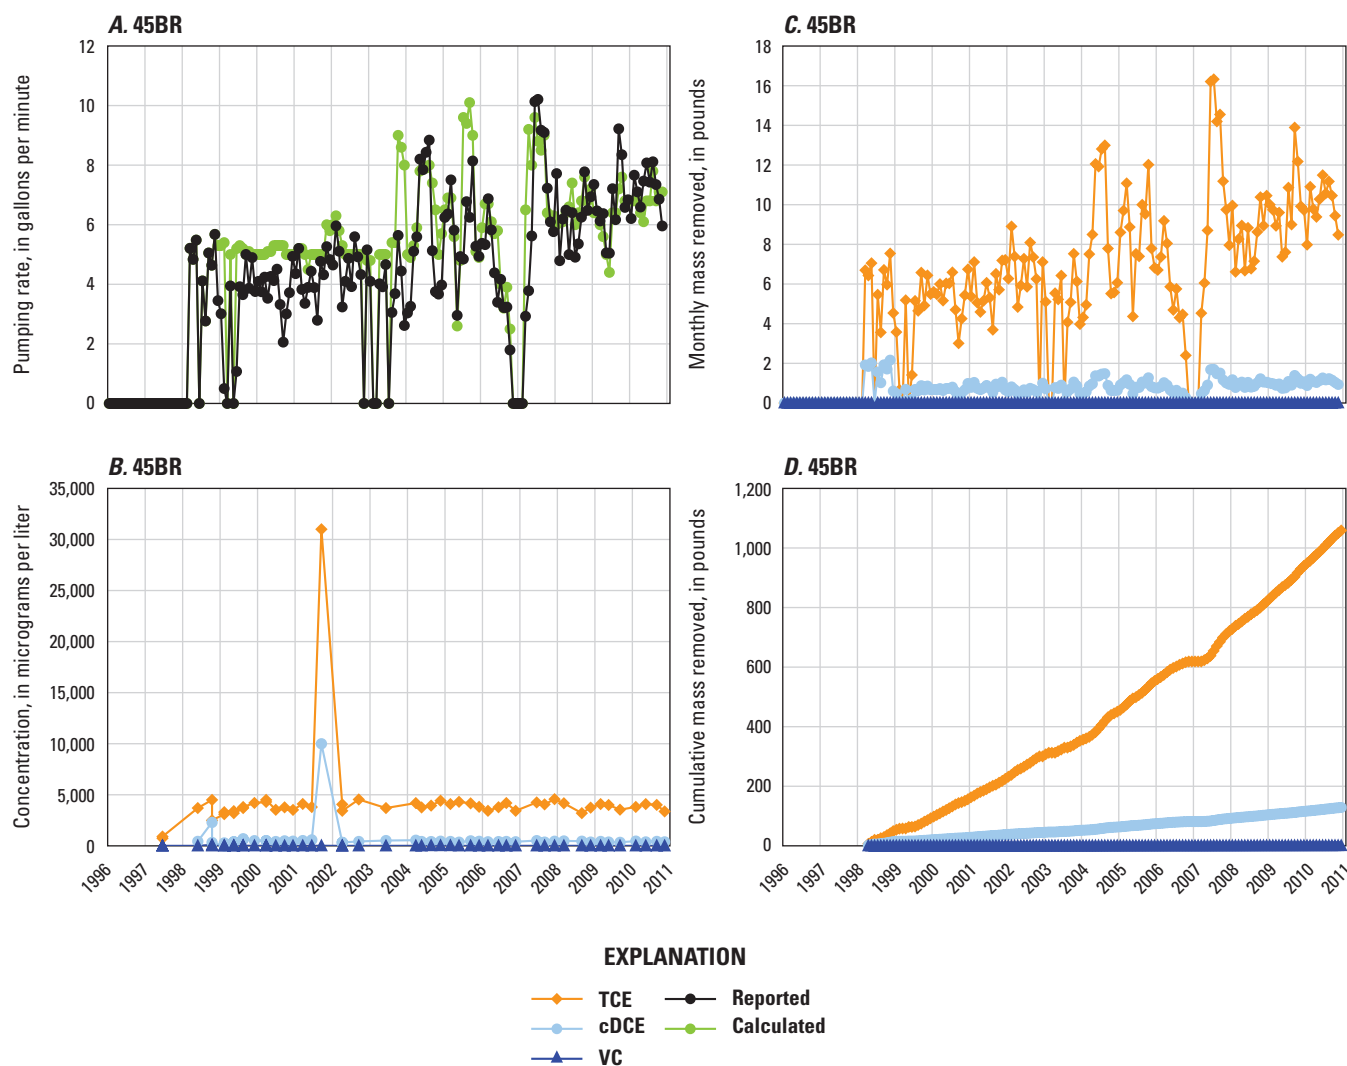 A. 45BR
Pumping rate, in gallons per minute
12
10
8
6
4
2
0
C. 45BR
Monthly mass removed, in pounds
18
16
14
12
10
8
6
4
2
0
B. 45BR
Concentration, in micrograms per liter
35,000
30,000
25,000
20,000
15,000
10,000
5,000
0
1996 1997 1998 1999 2000 2001 2002 2003 2004 2005 2006 2007 2008 2009 2010 2011
D. 45BR
Cumulative mass removed, in pounds
1,200
1,000
800
600
400
200
0
1996 1997 1998 1999 2000 2001 2002 2003 2004 2005 2006 2007 2008 2009 2010 2011
EXPLANATION
TCE Reported
cDCE Calculated
VC